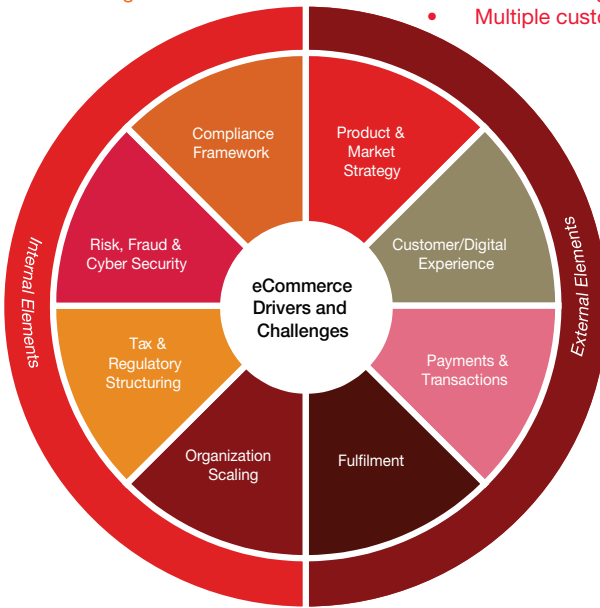 Multiple custo
Compliance
Framework
Product &
Market
Strategy
Risk, Fraud &
Cyber Security
Customer/Digital
Experience
Internal Elements
eCommerce
Drivers and
Challenges
External Elements
Tax &
Regulatory
Structuring
Payments &
Transactions
Organization
Scaling
Fulfilment